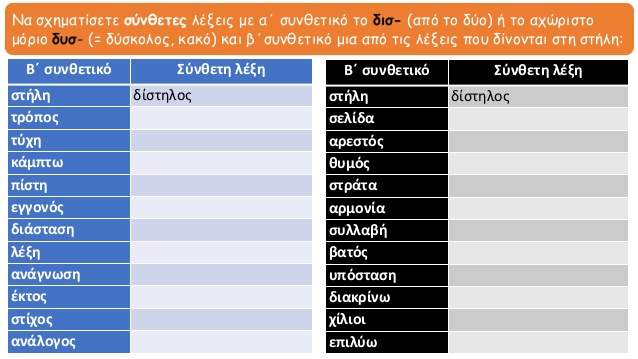 Να σχηματίσετε σύνθετες λέξεις με α΄ συνθετικό το δισ- (από το δύο) ή το αχώριστο
μόριο δυσ- (= δύσκολος, κακό) και β΄συνθετικό μια από τις λέξεις που δίνονται στη στήλη:
Β΄ συνθετικό Σύνθετη λέξη
στήλη δίστηλος
τρόπος
τύχη
κάμπτω
πίστη
εγγονός
διάσταση
λέξη
ανάγνωση
έκτος
στίχος
ανάλογος
Β΄ συνθετικό Σύνθετη λέξη
στήλη δίστηλος
σελίδα
αρεστός
θυμός
στράτα
αρμονία
συλλαβή
βατός
υπόσταση
διακρίνω
χίλιοι
επιλύω